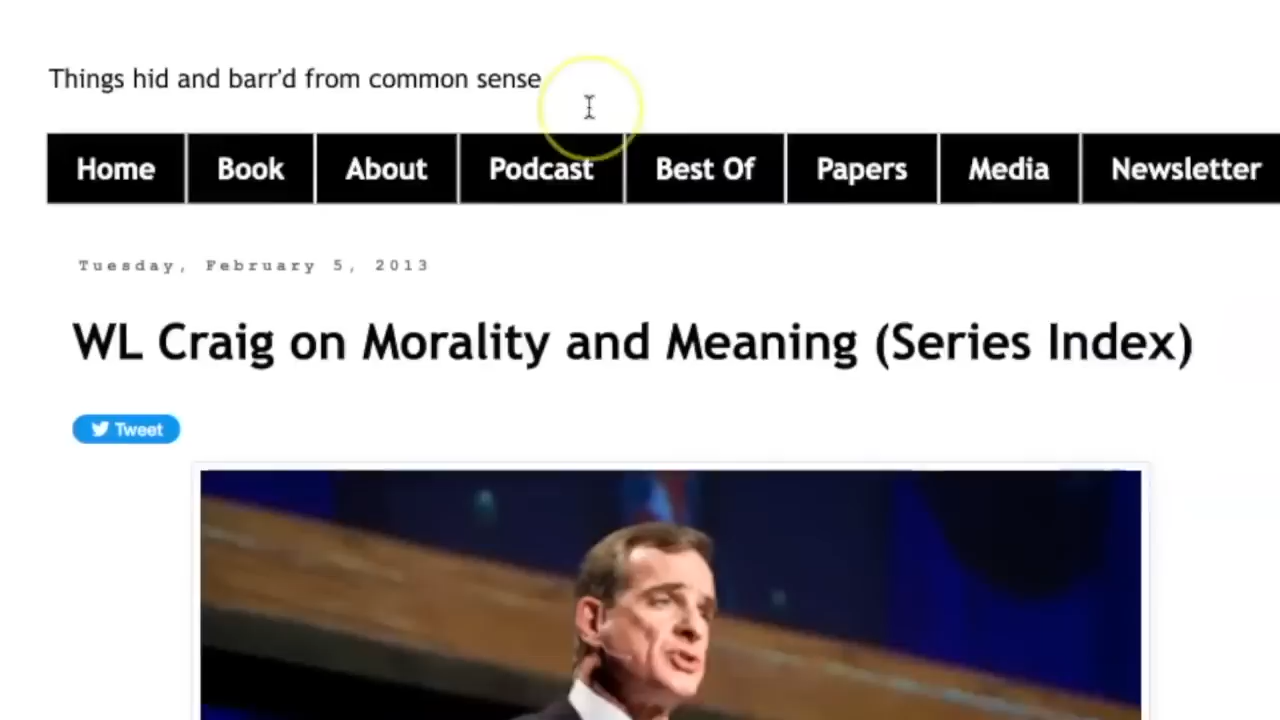 Things hid and barr'd from common sense
Home Book About Podcast Best Of Papers Media Newsletter
Tuesday, February 5, 2013
WL Craig on Morality and Meaning (Series Index)
Tweet